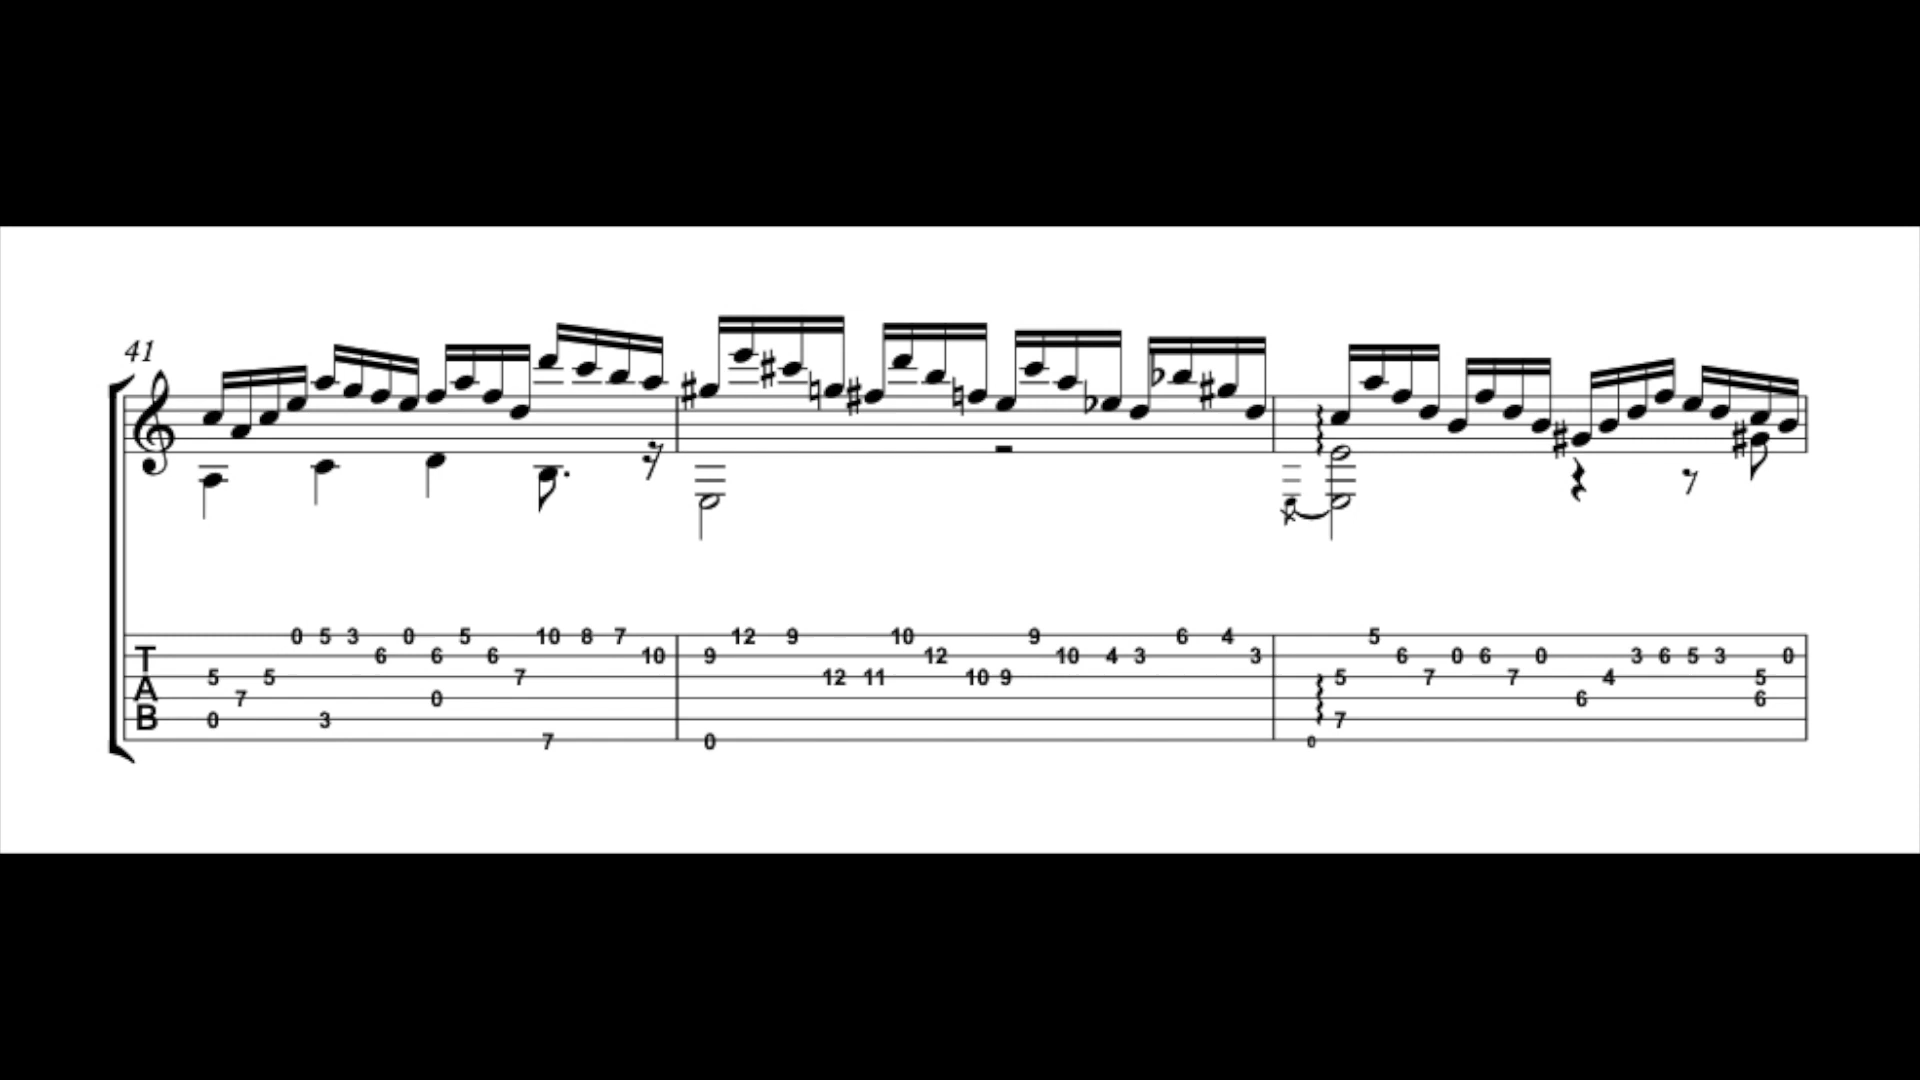 41
0 5 3 0 5 10 8 7 12 9 10 9 6 4 5
T 6 6 6 10 9 12 10 4 3 3 6 0 6 0 3 6 5 3 0
A 5 5 7 12 11 10 9 5 7 7 4 5
7 0 6 6
B 0 3 7
7 0 0